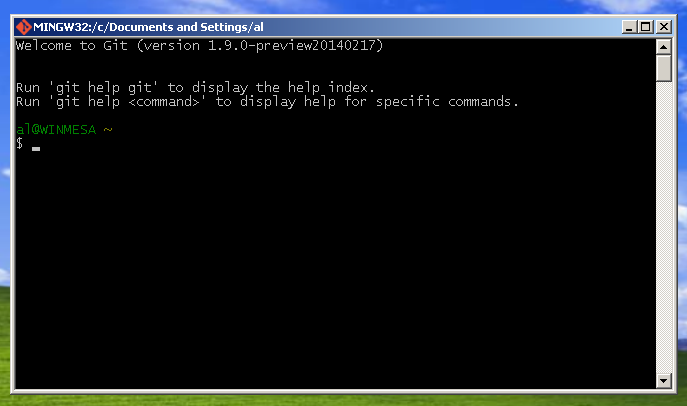 MINGW32:/c/Documents and Settings/al
Welcome to Git (version 1.9.0-preview20140217)
Run 'git help git' to display the help index.
Run 'git help <command>' to display help for specific commands.
al@WINMESA ~
$